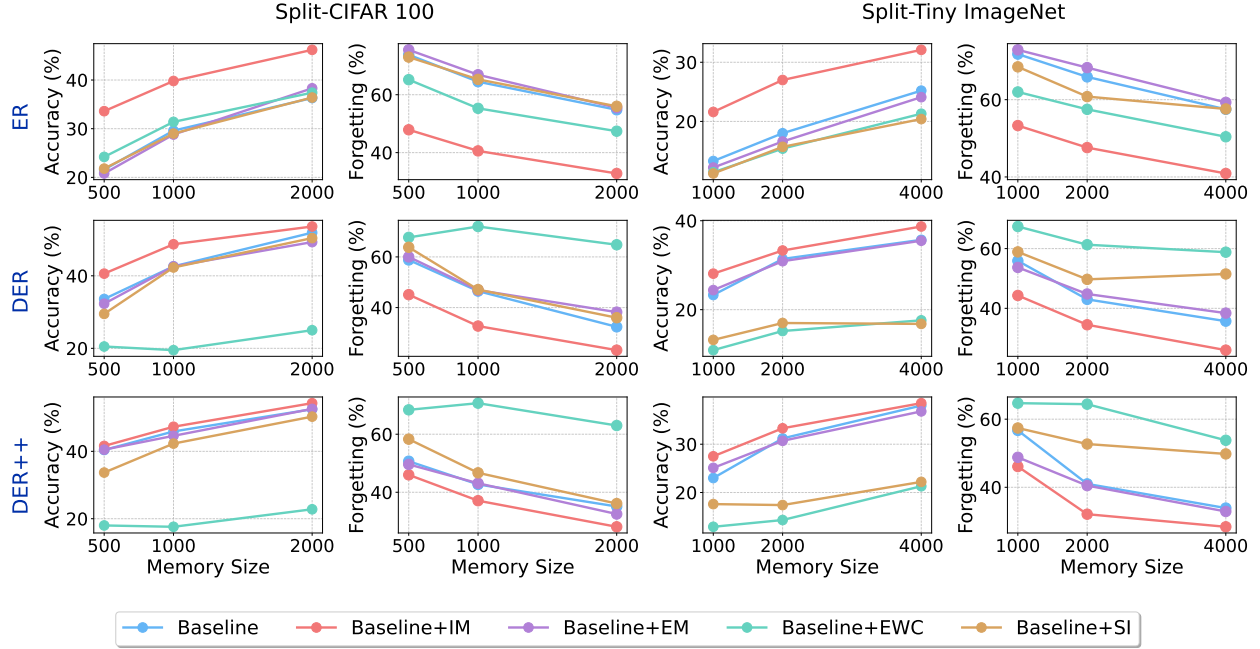 Split-CIFAR 100
Split-Tiny ImageNet
ER
Accuracy (%)
40
30
20
500 1000 2000
Forgetting (%)
60
40
500 1000 2000
Accuracy (%)
30
20
1000 2000 4000
Forgetting (%)
60
40
1000 2000 4000
DER
Accuracy (%)
40
20
500 1000 2000
Forgetting (%)
60
40
500 1000 2000
Accuracy (%)
40
20
1000 2000 4000
Forgetting (%)
60
40
1000 2000 4000
DER++
Accuracy (%)
40
20
500 1000 2000
Memory Size
Forgetting (%)
60
40
500 1000 2000
Memory Size
Accuracy (%)
30
20
1000 2000 4000
Memory Size
Forgetting (%)
60
40
1000 2000 4000
Memory Size
Baseline Baseline+IM Baseline+EM Baseline+EWC Baseline+SI